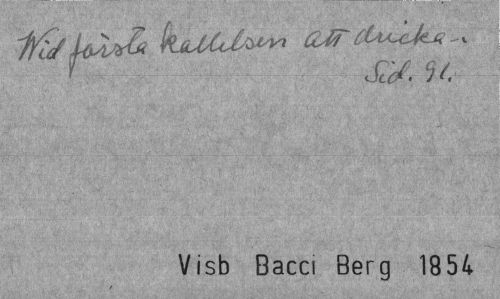 Wid första kallelsen att dricka –.
Sid. 91.
Visb Bacci Berg 1854